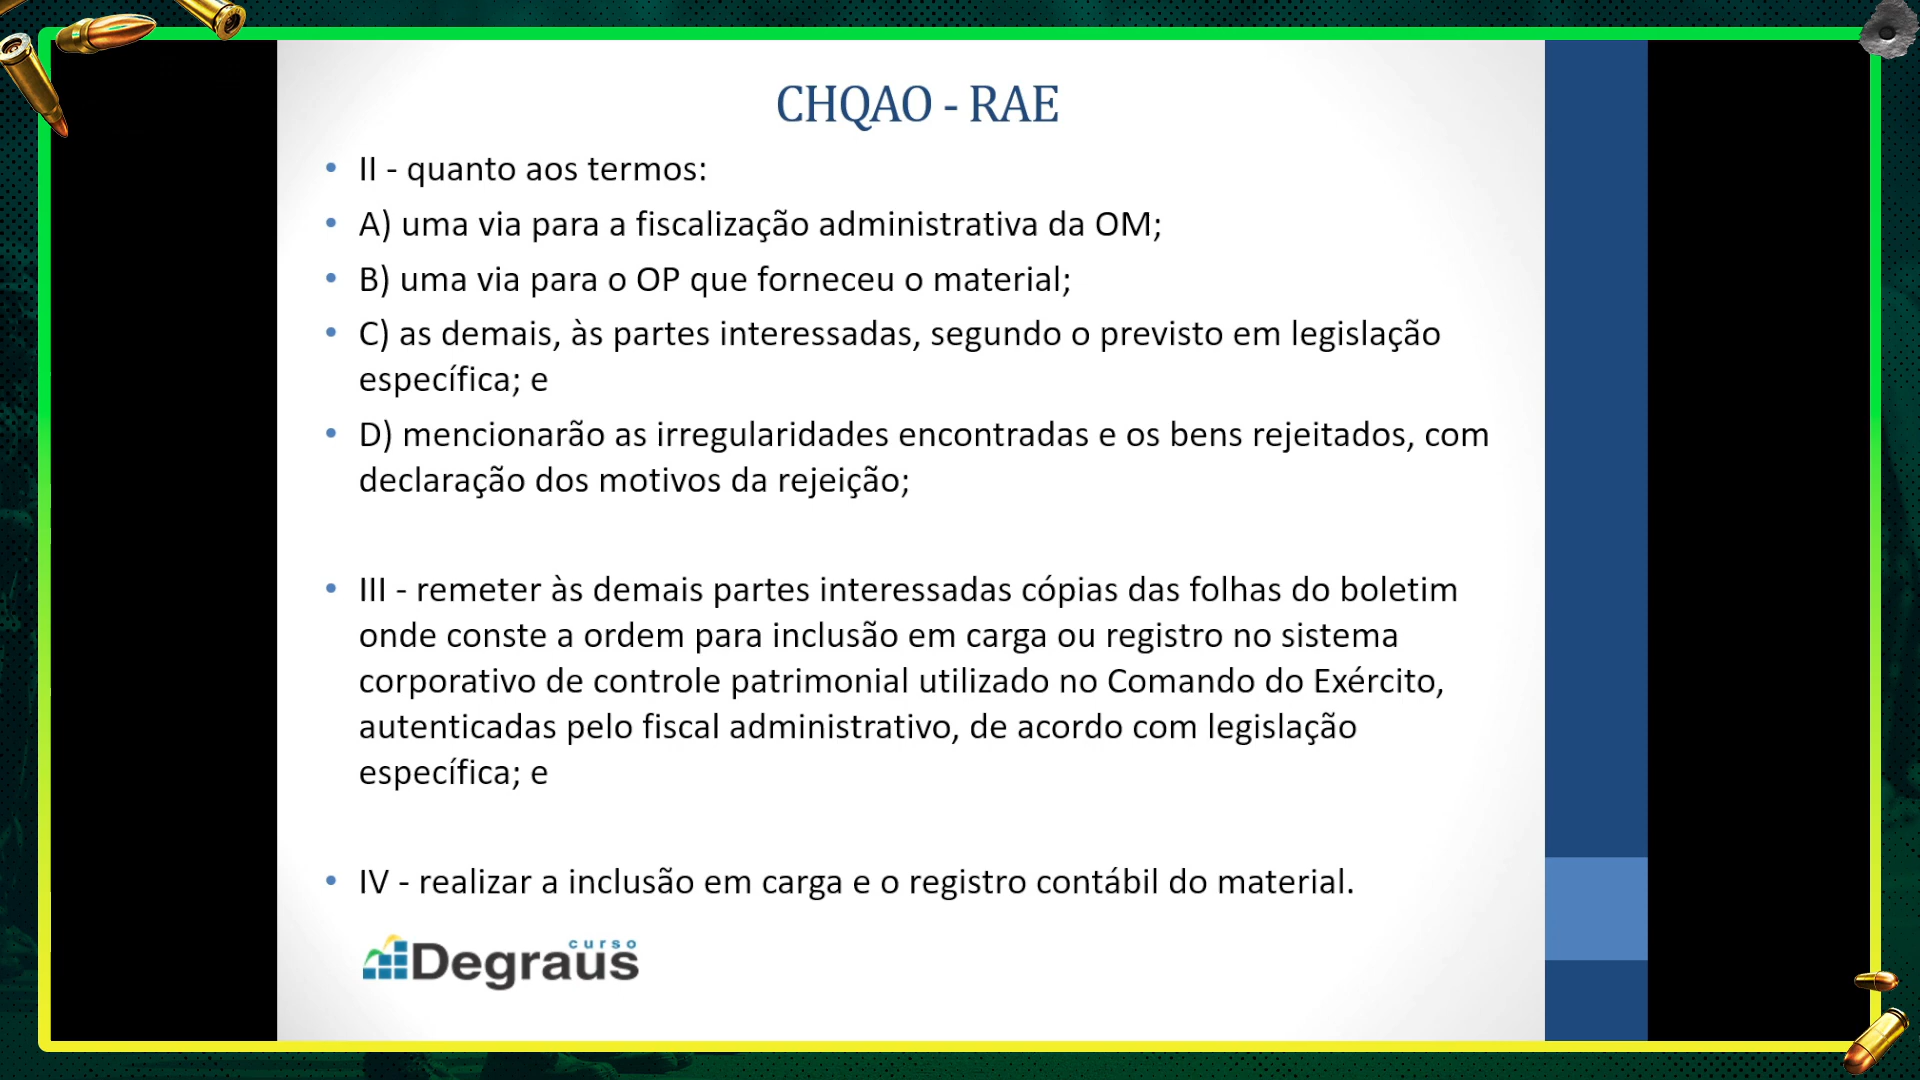 CHQAO - RAE
• II - quanto aos termos:
• A) uma via para a fiscalização administrativa da OM;
• B) uma via para o OP que forneceu o material;
• C) as demais, às partes interessadas, segundo o previsto em legislação
específica; e
• D) mencionarão as irregularidades encontradas e os bens rejeitados, com
declaração dos motivos da rejeição;
• III - remeter às demais partes interessadas cópias das folhas do boletim
onde conste a ordem para inclusão em carga ou registro no sistema
corporativo de controle patrimonial utilizado no Comando do Exército,
autenticadas pelo fiscal administrativo, de acordo com legislação
específica; e
• IV - realizar a inclusão em carga e o registro contábil do material.
curso
Degraus